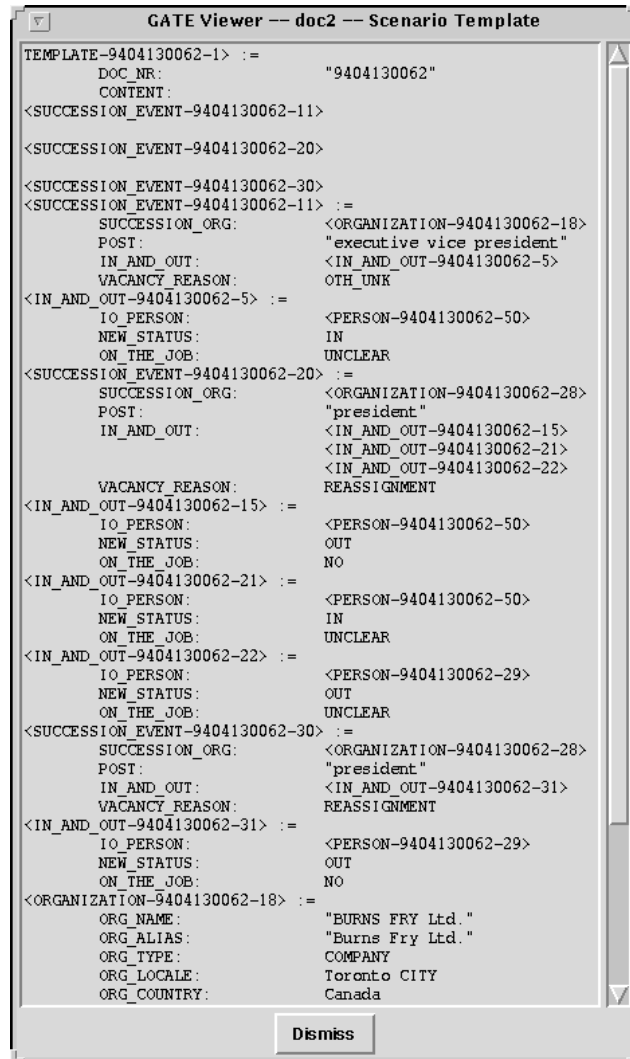 GATE Viewer -- doc2 -- Scenario Template
TEMPLATE-9404130062-1> :=
DOC_NR: "9404130062"
CONTENT:
<SUCCESSION_EVENT-9404130062-11>
<SUCCESSION_EVENT-9404130062-20>
<SUCCESSION_EVENT-9404130062-30>
<SUCCESSION_EVENT-9404130062-11> :=
SUCCESSION_ORG: <ORGANIZATION-9404130062-18>
POST: "executive vice president"
IN_AND_OUT: <IN_AND_OUT-9404130062-5>
VACANCY_REASON: OTH_UNK
<IN_AND_OUT-9404130062-5> :=
IO_PERSON: <PERSON-9404130062-50>
NEW_STATUS: IN
ON_THE_JOB: UNCLEAR
<SUCCESSION_EVENT-9404130062-20> :=
SUCCESSION_ORG: <ORGANIZATION-9404130062-28>
POST: "president"
IN_AND_OUT: <IN_AND_OUT-9404130062-15>
<IN_AND_OUT-9404130062-21>
<IN_AND_OUT-9404130062-22>
VACANCY_REASON: REASSIGNMENT
<IN_AND_OUT-9404130062-15> :=
IO_PERSON: <PERSON-9404130062-50>
NEW_STATUS: OUT
ON_THE_JOB: NO
<IN_AND_OUT-9404130062-21> :=
IO_PERSON: <PERSON-9404130062-50>
NEW_STATUS: IN
ON_THE_JOB: UNCLEAR
<IN_AND_OUT-9404130062-22> :=
IO_PERSON: <PERSON-9404130062-29>
NEW_STATUS: OUT
ON_THE_JOB: UNCLEAR
<SUCCESSION_EVENT-9404130062-30> :=
SUCCESSION_ORG: <ORGANIZATION-9404130062-28>
POST: "president"
IN_AND_OUT: <IN_AND_OUT-9404130062-31>
VACANCY_REASON: REASSIGNMENT
<IN_AND_OUT-9404130062-31> :=
IO_PERSON: <PERSON-9404130062-29>
NEW_STATUS: OUT
ON_THE_JOB: NO
<ORGANIZATION-9404130062-18> :=
ORG_NAME: "BURNS FRY Ltd."
ORG_ALIAS: "Burns Fry Ltd."
ORG_TYPE: COMPANY
ORG_LOCALE: Toronto CITY
ORG_COUNTRY: Canada
Dismiss